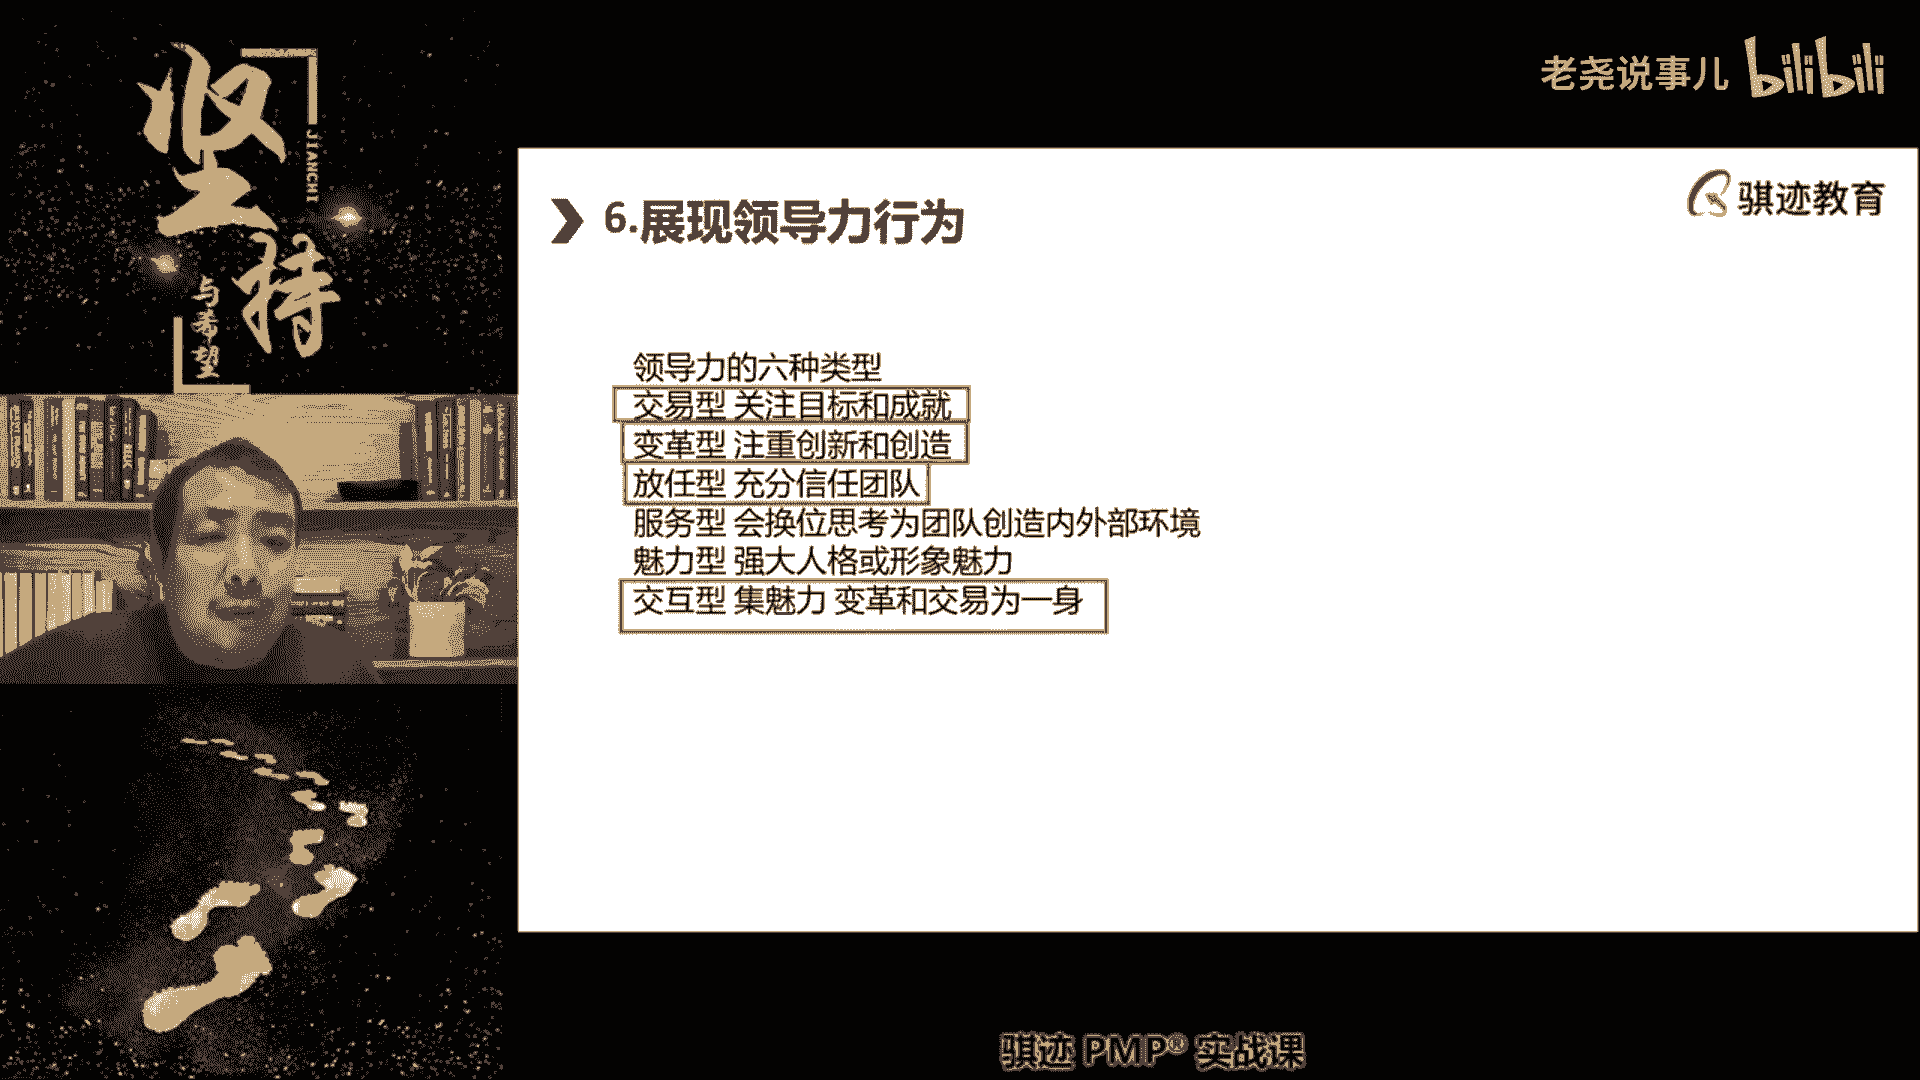 坚持
JIANCHI
与希望
老尧说事儿 bilibili
骐迹教育
6.展现领导力行为
领导力的六种类型
交易型 关注目标和成就
变革型 注重创新和创造
放任型 充分信任团队
服务型 会换位思考为团队创造内外部环境
魅力型 强大人格或形象魅力
交互型 集魅力 变革和交易为一身
骐迹 PMP® 实战课